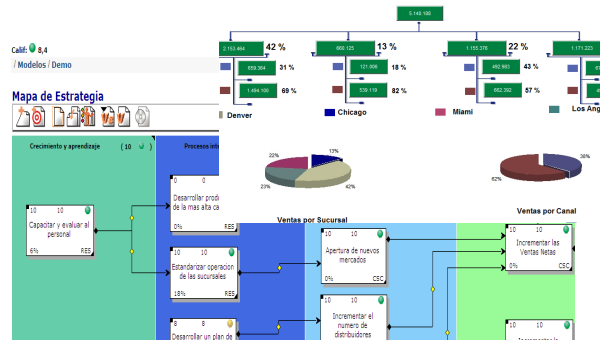 5.145.168
Calif: 8,4
2.153.464 42 %
660.125 13 %
1.155.376 22 %
1.171.223
/ Modelos / Demo
659.364 31 %
121.006 18 %
492.983 43 %
1.494.100 69 %
539.119 82 %
662.392 57 %
Mapa de Estrategia
Denver
Chicago
Miami
Los Ang
Crecimiento y aprendizaje ( 10 )
Procesos inte
22%
13%
23%
42%
38%
62%
Ventas por Sucursal
Ventas por Canal
0 0
Desarrollar prod
de la mas alta ca
0% RES
10 10
Capacitar y evaluar al
personal
6% RES
10 10
Estandarizar operacion
de las sucursales
18% RES
10 10
Apertura de nuevos
mercados
0% CSC
10 10
Incrementar las
Ventas Netas
0% CSC
8 8
Desarrollar un plan de
10 10
Incrementar el
numero de
distribuidores
10 10